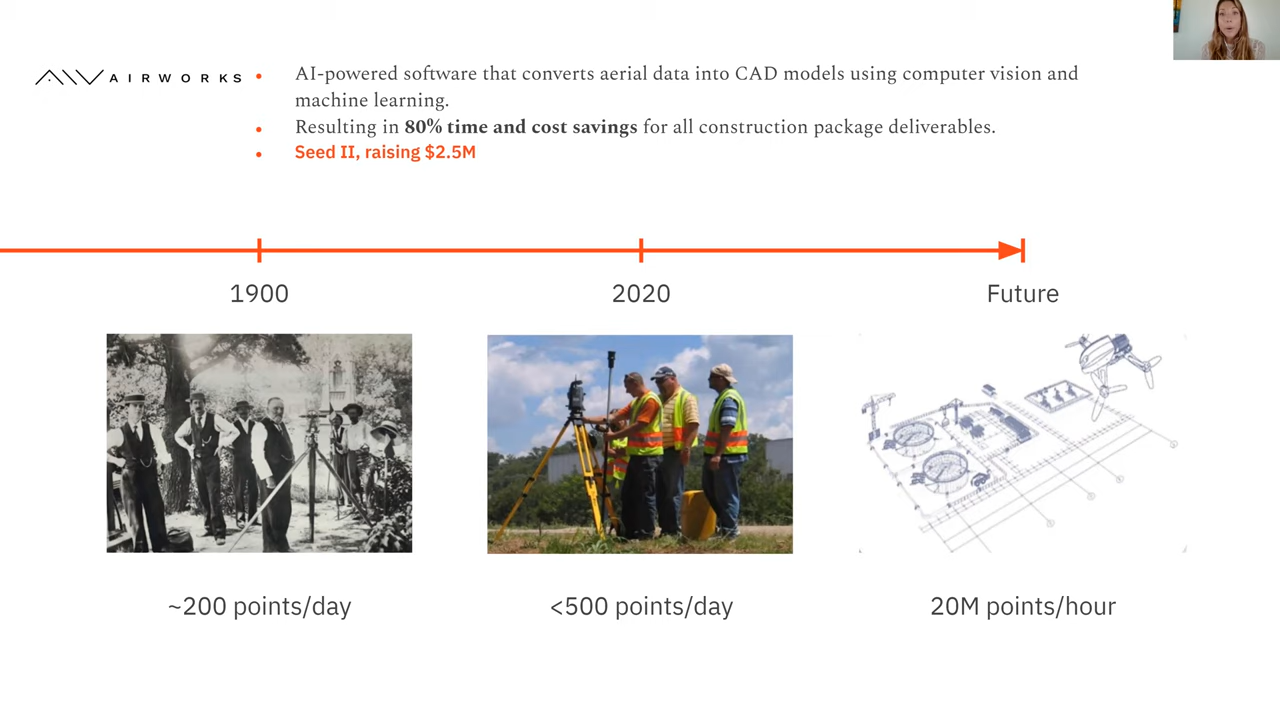 AIRWORKS
• AI-powered software that converts aerial data into CAD models using computer vision and
machine learning.
• Resulting in 80% time and cost savings for all construction package deliverables.
• Seed II, raising $2.5M
1900
2020
Future
~200 points/day
<500 points/day
20M points/hour